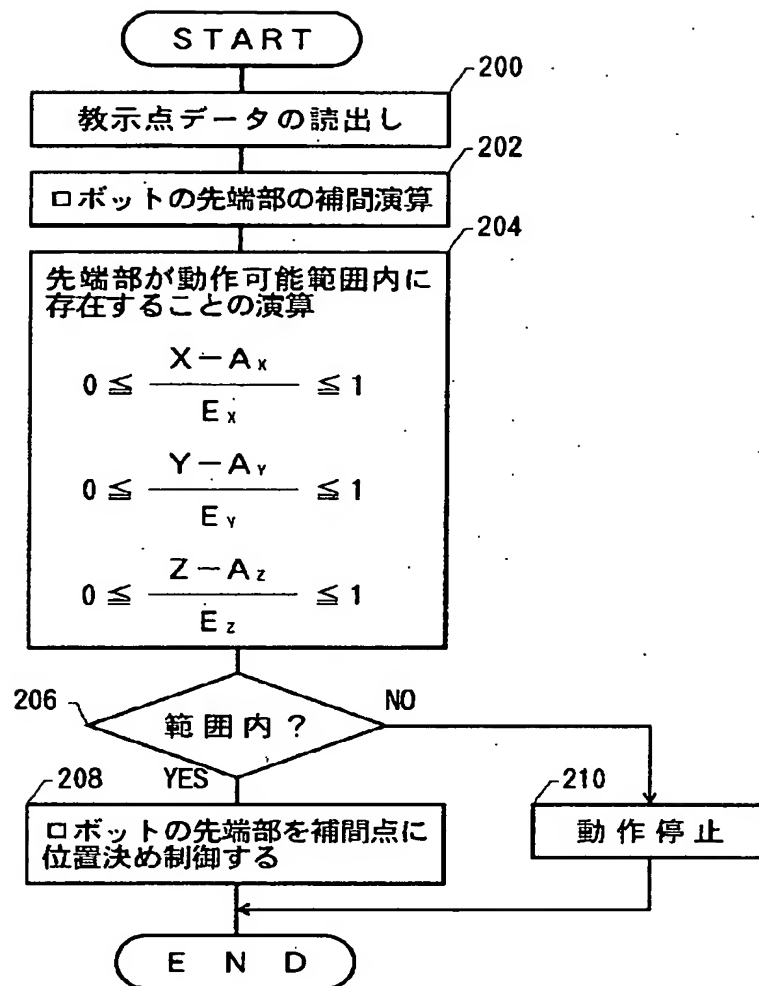 START
200
教示点データの読出し
202
ロボットの先端部の補間演算
204
先端部が動作可能範囲内に
存在することの演算
0 ≦ X－AX / EX ≦ 1
0 ≦ Y－AY / EY ≦ 1
0 ≦ Z－AZ / EZ ≦ 1
206
範囲内？
NO
YES
208
ロボットの先端部を補間点に
位置決め制御する
210
動作停止
END